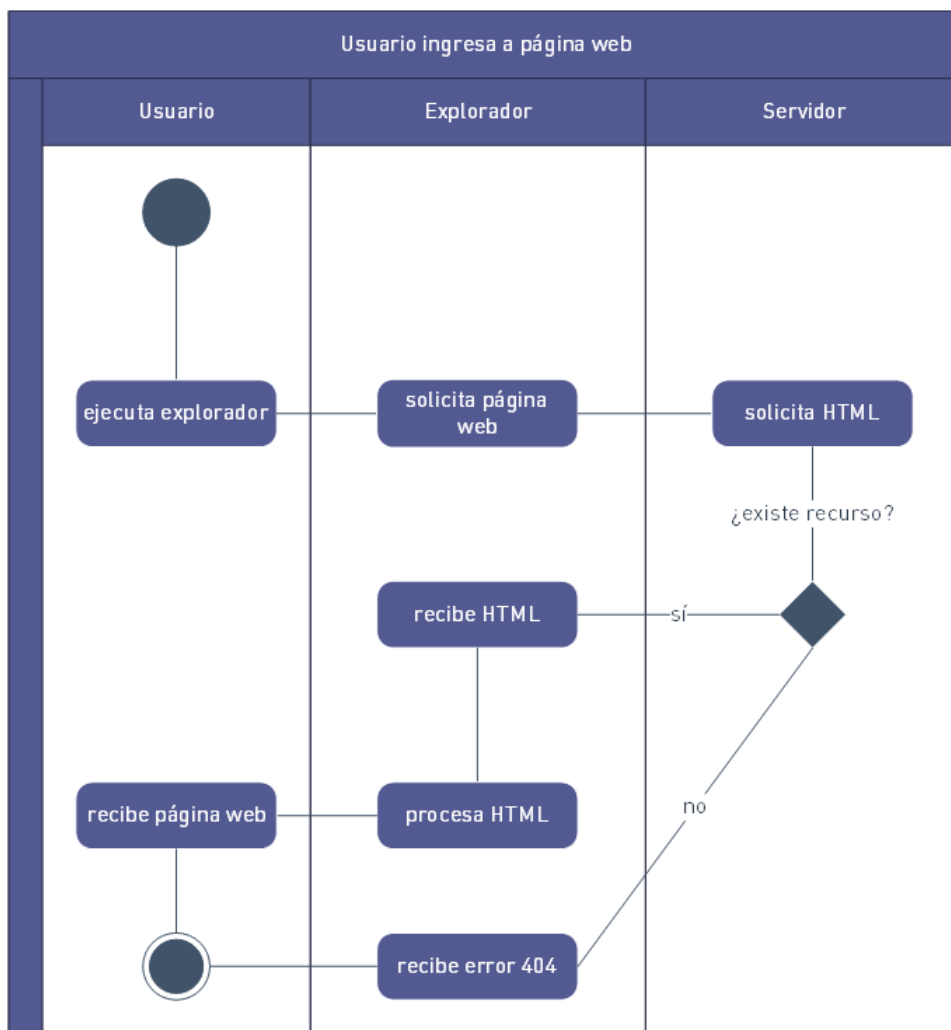 Usuario ingresa a página web
Usuario
Explorador
Servidor
ejecuta explorador
solicita página
web
solicita HTML
¿existe recurso?
recibe HTML
sí
recibe página web
procesa HTML
no
recibe error 404